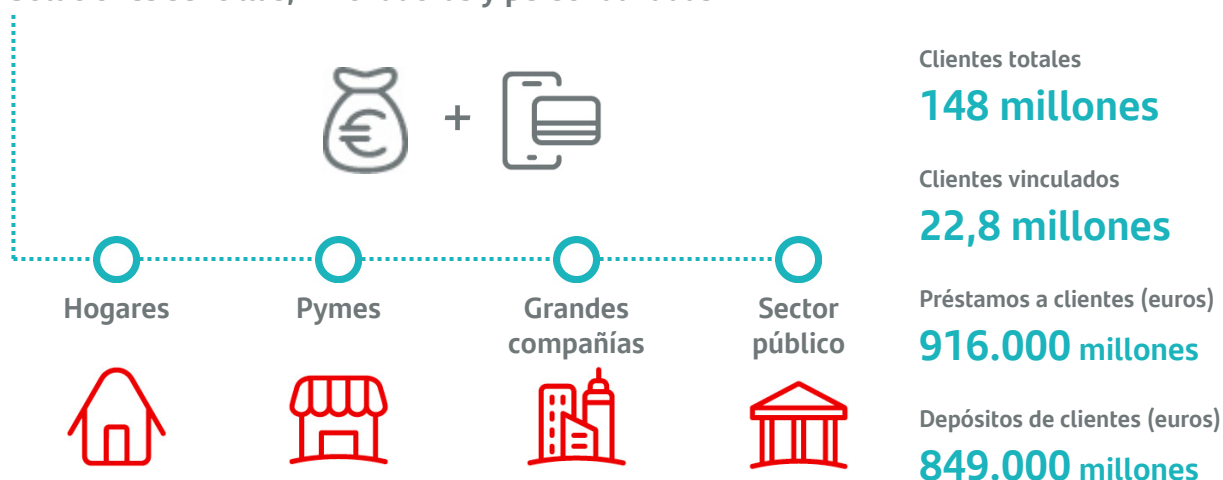 Clientes totales
148 millones
Clientes vinculados
22,8 millones
Hogares
Pymes
Grandes
compañías
Sector
público
Préstamos a clientes (euros)
916.000 millones
Depósitos de clientes (euros)
849.000 millones